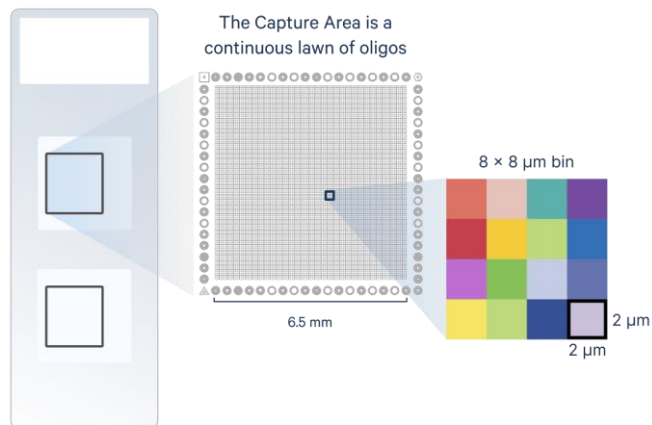 The Capture Area is a
continuous lawn of oligos
8 × 8 µm bin
2 µm
2 µm
6.5 mm